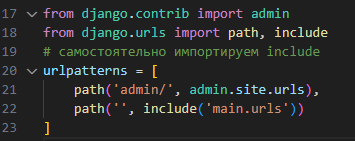 17 from django.contrib import admin
18 from django.urls import path, include
19 # самостоятельно импортируем include
20 urlpatterns = [
21     path('admin/', admin.site.urls),
22     path('', include('main.urls'))
23 ]